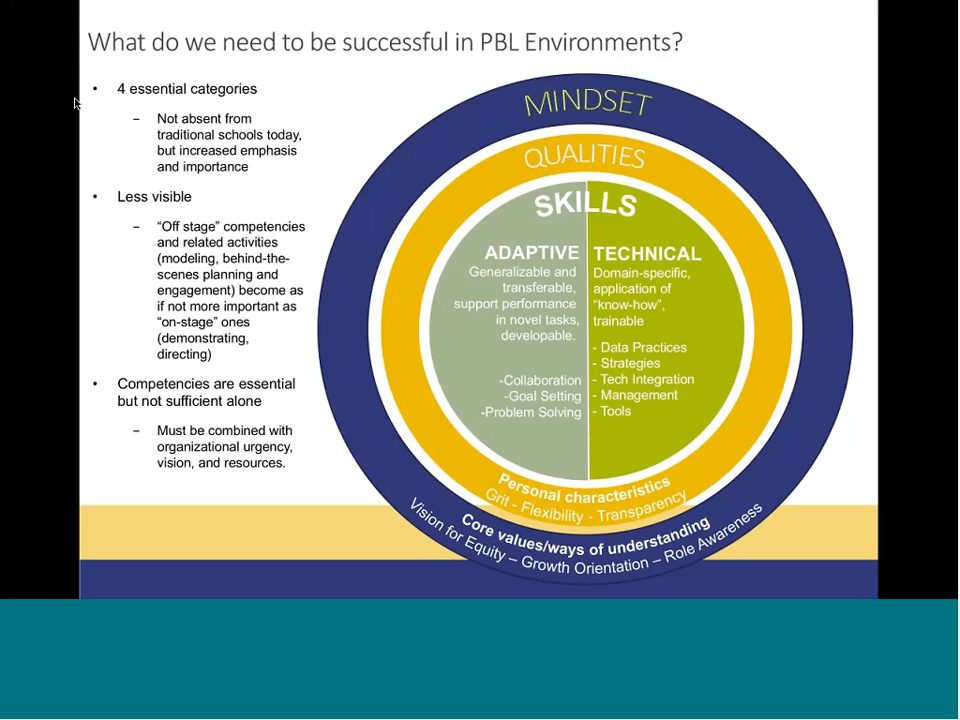 What do we need to be successful in PBL Environments?
• 4 essential categories
– Not absent from
traditional schools today,
but increased emphasis
and importance
• Less visible
– “Off stage” competencies
and related activities
(modeling, behind-the-
scenes planning and
engagement) become as
if not more important as
“on-stage” ones
(demonstrating,
directing)
• Competencies are essential
but not sufficient alone
– Must be combined with
organizational urgency,
vision, and resources.
MINDSET
QUALITIES
SKILLS
ADAPTIVE
Generalizable and
transferable,
support performance
in novel tasks,
developable.
-Collaboration
-Goal Setting
-Problem Solving
TECHNICAL
Domain-specific,
application of
“know-how”,
trainable
- Data Practices
- Strategies
- Tech Integration
- Management
- Tools
Personal characteristics
Grit - Flexibility - Transparency
Core values/ways of understanding
Vision for Equity – Growth Orientation – Role Awareness